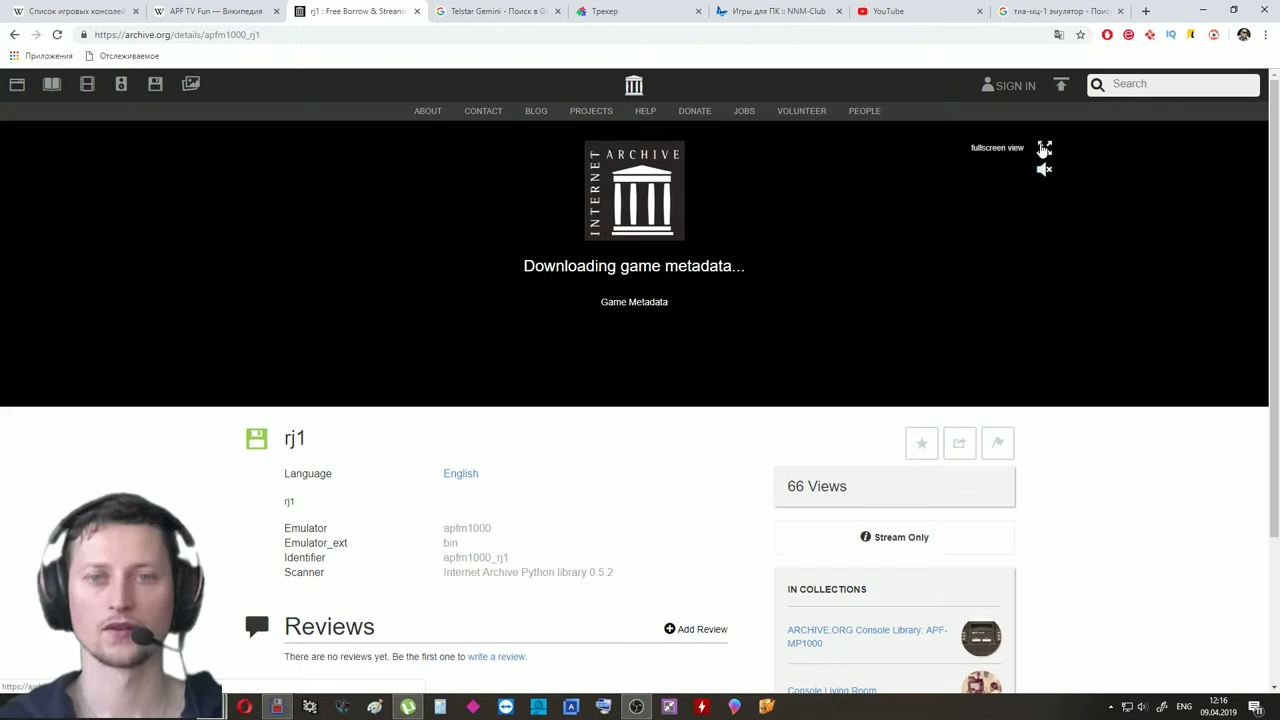 Список игровых консолей
APF TV Fun — Википедия
rj1 : Free Borrow & Streami
Telstar Gemini - Поиск в G
Трекер
Игры для ПК :: NNM-Club
YouTube
тиа-мц-1 эмулятор - Поис
https://archive.org/details/apfm1000_rj1
Приложения
Отслеживаемое
SIGN IN
Search
ABOUT
CONTACT
BLOG
PROJECTS
HELP
DONATE
JOBS
VOLUNTEER
PEOPLE
INTERNET ARCHIVE
fullscreen view
Downloading game metadata...
Game Metadata
rj1
Language English
66 Views
rj1
Emulator apfm1000
Stream Only
Emulator_ext bin
Identifier apfm1000_rj1
Scanner Internet Archive Python library 0.5.2
IN COLLECTIONS
Reviews
Add Review
ARCHIVE.ORG Console Library: APF-
MP1000
There are no reviews yet. Be the first one to write a review.
Console Living Room
https://arch
ENG
12:16
09.04.2019